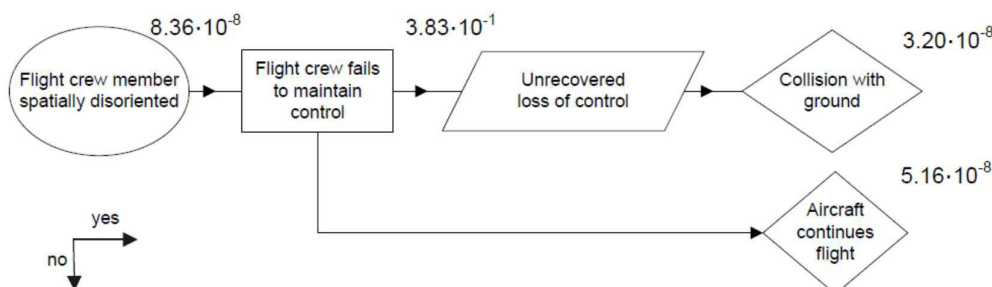 8.36·10⁻⁸
3.83·10⁻¹
3.20·10⁻⁸
Flight crew member
spatially disoriented
Flight crew fails
to maintain
control
Unrecovered
loss of control
Collision with
ground
5.16·10⁻⁸
Aircraft
continues
flight
yes
no